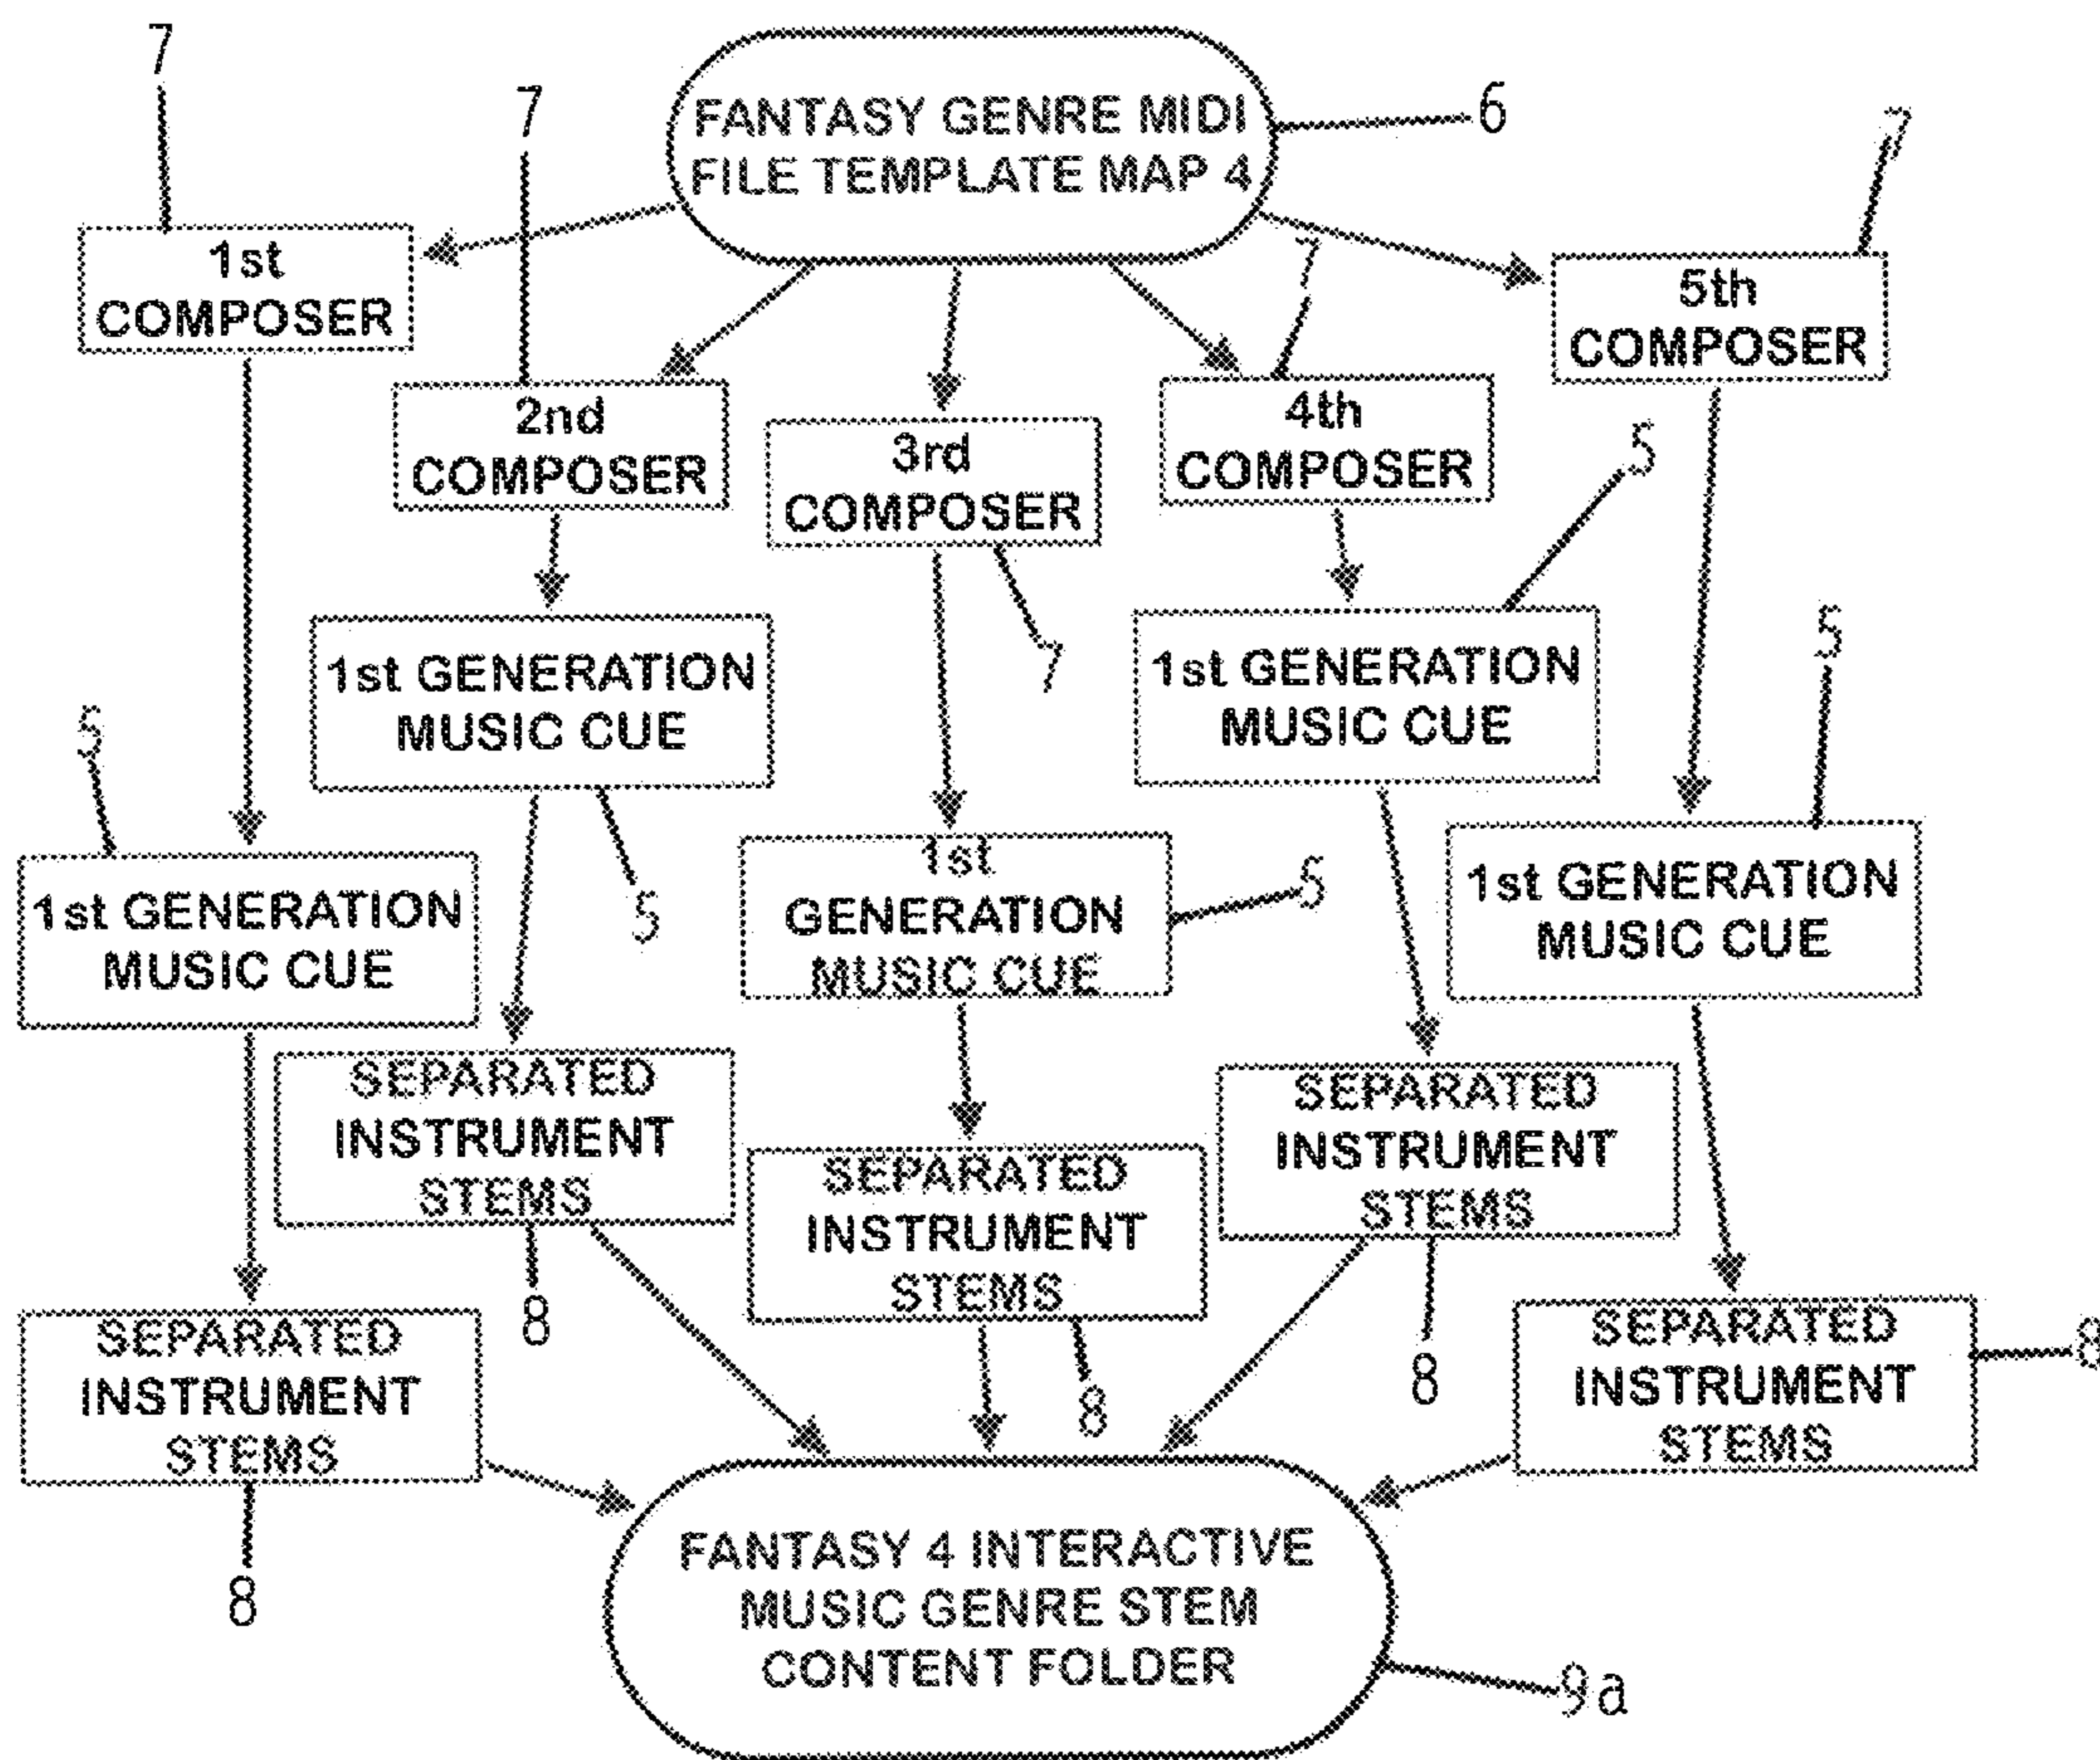 7
7
FANTASY GENRE MIDI
FILE TEMPLATE MAP 4
6
7
7
1st
COMPOSER
5th
COMPOSER
2nd
COMPOSER
3rd
COMPOSER
4th
COMPOSER
5
7
5
1st GENERATION
MUSIC CUE
1st GENERATION
MUSIC CUE
5
5
1st
GENERATION
MUSIC CUE
5
1st GENERATION
MUSIC CUE
1st GENERATION
MUSIC CUE
SEPARATED
INSTRUMENT
STEMS
SEPARATED
INSTRUMENT
STEMS
SEPARATED
INSTRUMENT
STEMS
8
8
8
8
SEPARATED
INSTRUMENT
STEMS
SEPARATED
INSTRUMENT
STEMS
8
FANTASY 4 INTERACTIVE
MUSIC GENRE STEM
CONTENT FOLDER
9a